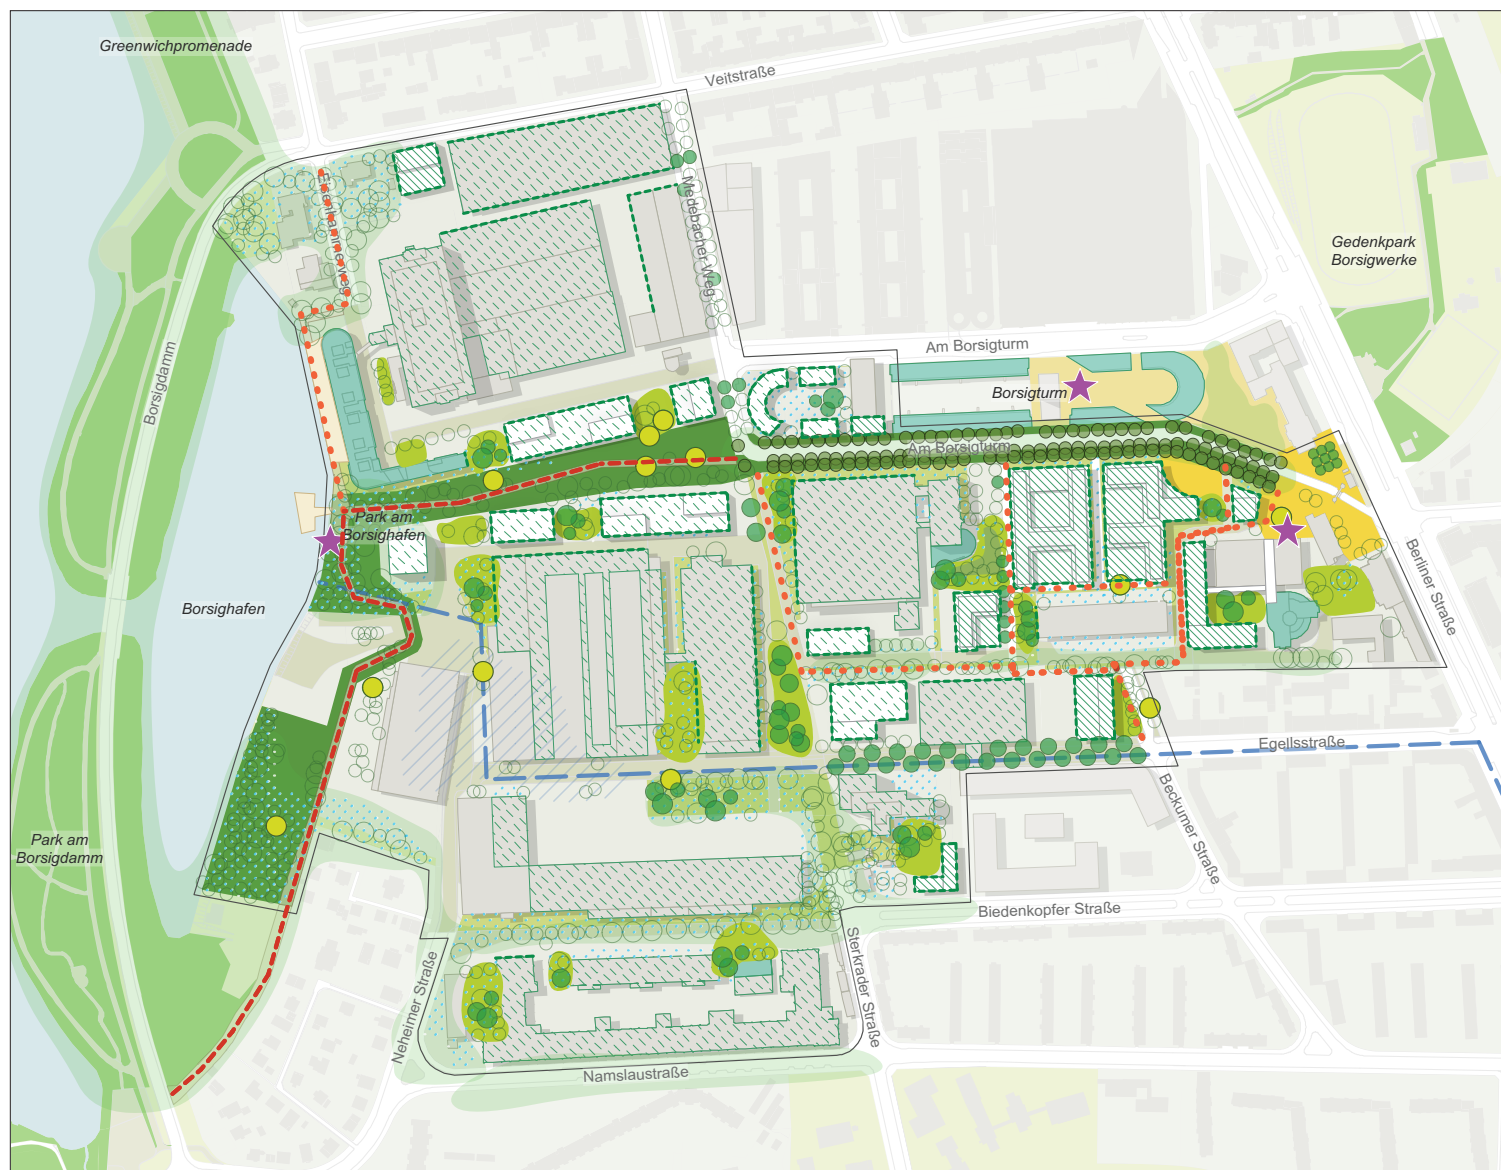 Greenwichpromenade
Veitstraße
Eisenhammerweg
Medebacher Weg
Gedenkpark
Borsigwerke
Borsigdamm
Am Borsigturm
Borsigturm
Am Borsigturm
Park am
Borsighafen
Borsighafen
Berliner Straße
Egellsstraße
Beckumer Straße
Park am
Borsigdamm
Biedenkopfer Straße
Sterkrader Straße
Neheimer Straße
Namslaustraße